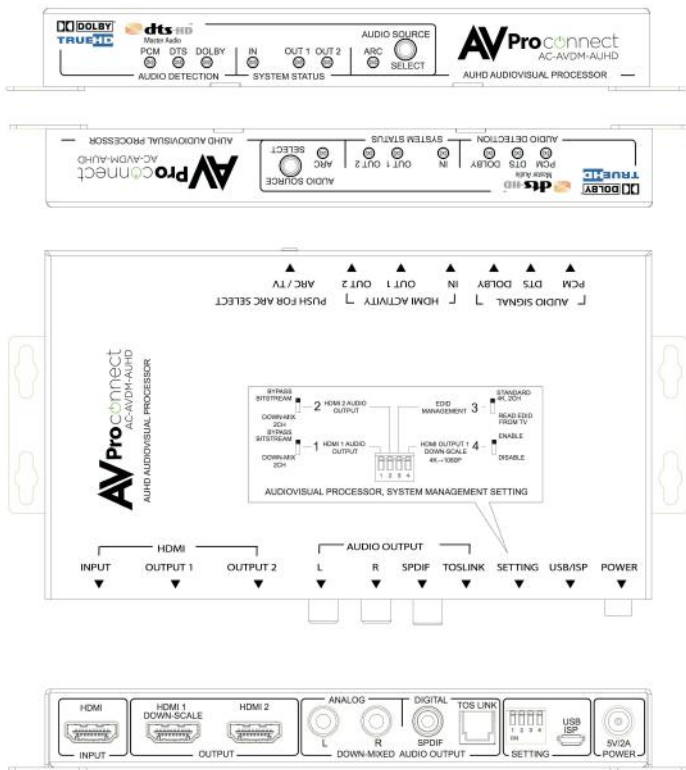 DOLBY
TRUEHD
dts-HD
Master Audio
PCM DTS DOLBY
AUDIO DETECTION
IN OUT 1 OUT 2
SYSTEM STATUS
AUDIO SOURCE
ARC
SELECT
AVProconnect
AC-AVDM-AUHD
AUHD AUDIOVISUAL PROCESSOR
AUHD AUDIOVISUAL PROCESSOR
AVProconnect
AC-AVDM-AUHD
AUDIO SOURCE
SELECT
ARC
SYSTEM STATUS
OUT 2 OUT 1 IN
AUDIO DETECTION
DOLBY DTS PCM
dts-HD
Master Audio
DOLBY
TRUEHD
ARC / TV OUT 2 OUT 1 IN DOLBY DTS PCM
PUSH FOR ARC SELECT HDMI ACTIVITY AUDIO SIGNAL
AVProconnect
AC-AVDM-AUHD
AUHD AUDIOVISUAL PROCESSOR
BYPASS
BITSTREAM
2 HDMI 2 AUDIO
OUTPUT
DOWN-MIX
2CH
BYPASS
BITSTREAM
1 HDMI 1 AUDIO
OUTPUT
DOWN-MIX
2CH
EDID
MANAGEMENT 3
STANDARD
4K, 2CH
READ EDID
FROM TV
HDMI OUTPUT 1
DOWN-SCALE 4
4K→1080P
ENABLE
DISABLE
1 2 3 4
AUDIOVISUAL PROCESSOR, SYSTEM MANAGEMENT SETTING
HDMI
INPUT OUTPUT 1 OUTPUT 2
AUDIO OUTPUT
L R SPDIF TOSLINK SETTING USB/ISP POWER
HDMI
INPUT
HDMI 1
DOWN-SCALE
HDMI 2
OUTPUT
ANALOG
L R
DIGITAL
SPDIF
TOS LINK
DOWN-MIXED AUDIO OUTPUT
1 2 3 4
SETTING
USB
ISP
5V/2A
POWER